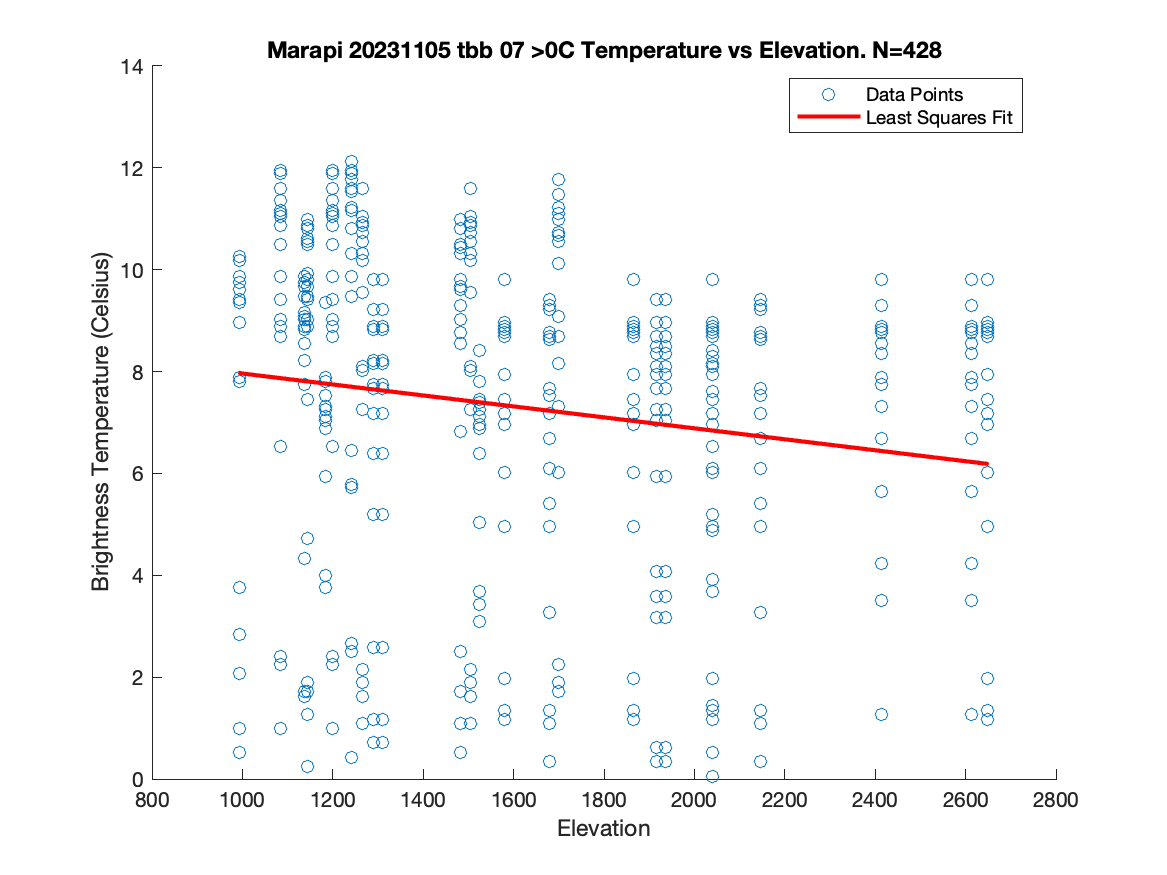 Marapi 20231105 tbb 07 >0C Temperature vs Elevation. N=428
Data Points
Least Squares Fit
Brightness Temperature (Celsius)
14
12
10
8
6
4
2
0
800 1000 1200 1400 1600 1800 2000 2200 2400 2600 2800
Elevation